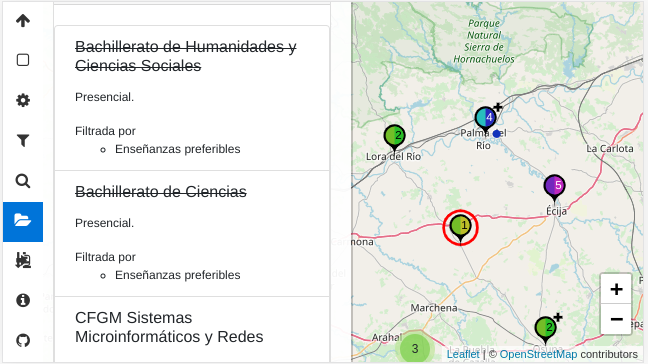 Bachillerato de Humanidades y
Ciencias Sociales
Presencial.
Filtrada por
Enseñanzas preferibles
Bachillerato de Ciencias
Presencial.
Filtrada por
Enseñanzas preferibles
CFGM Sistemas
Microinformáticos y Redes
Parque
Natural
Sierra de
Hornachuelos
4
2
Palma del
Río
Lora del Río
La Carlota
5
Écija
1
mona
Marchena
2
Arahal
3
+
−
Leaflet | © OpenStreetMap contributors